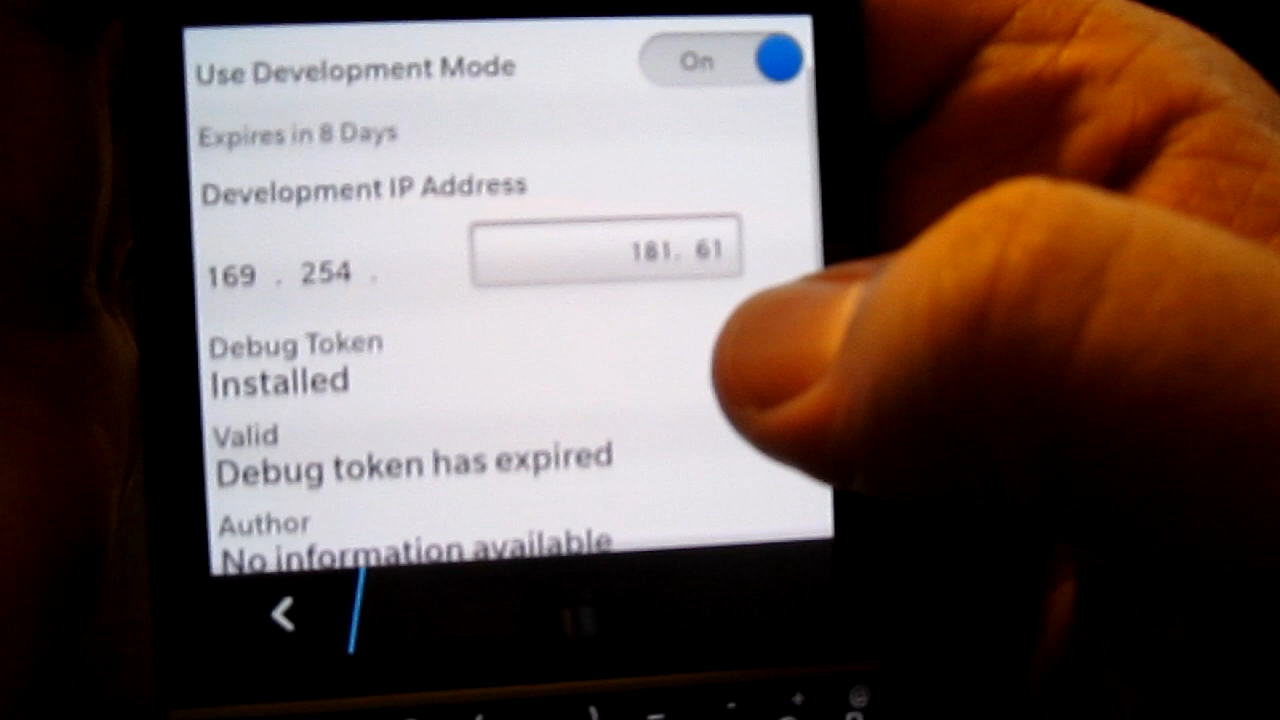 Use Development Mode On
Expires in 8 Days
Development IP Address
169 . 254 . 181. 61
Debug Token
Installed
Valid
Debug token has expired
Author
No information available